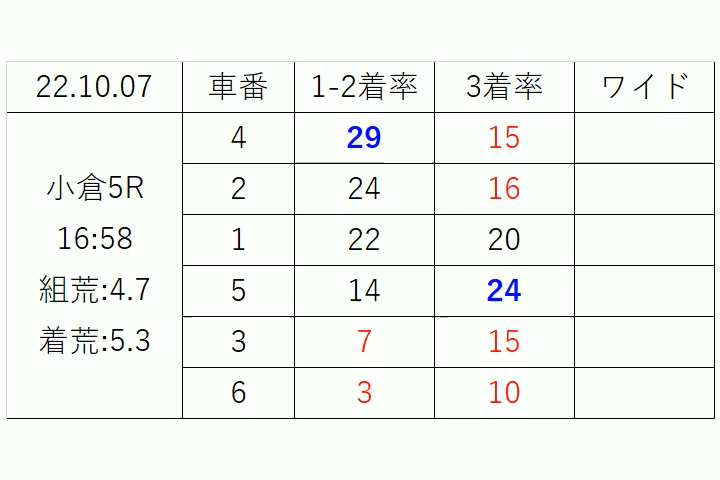 22.10.07 車番 1-2着率 3着率 ワイド
4 29 15
小倉5R 2 24 16
16:58 1 22 20
組荒:4.7 5 14 24
着荒:5.3 3 7 15
6 3 10